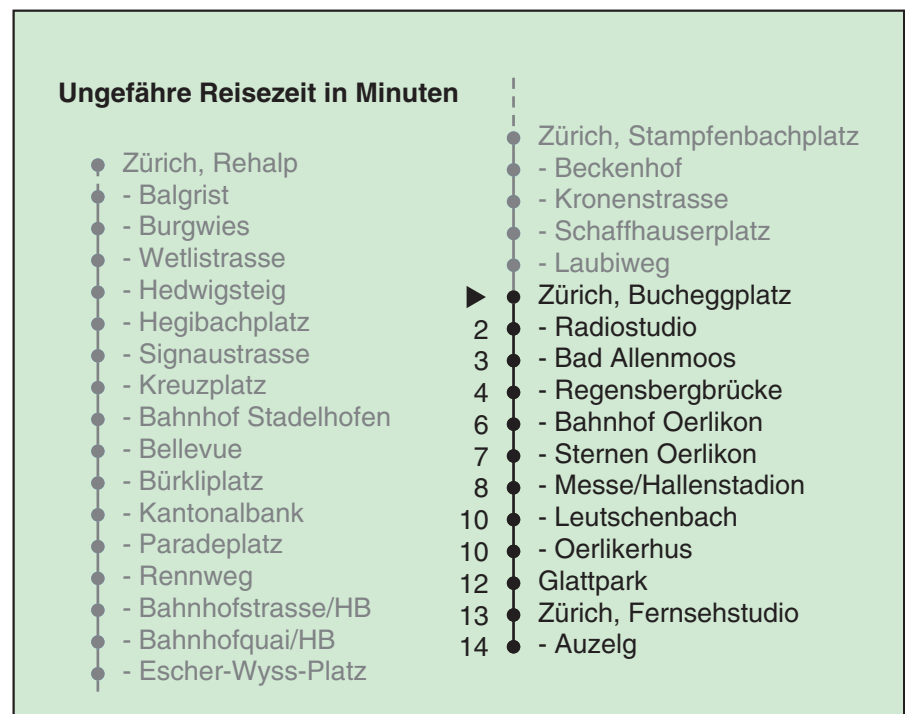 Ungefähre Reisezeit in Minuten
Zürich, Rehalp
- Balgrist
- Burgwies
- Wetlistrasse
- Hedwigsteig
- Hegibachplatz
- Signaustrasse
- Kreuzplatz
- Bahnhof Stadelhofen
- Bellevue
- Bürkliplatz
- Kantonalbank
- Paradeplatz
- Rennweg
- Bahnhofstrasse/HB
- Bahnhofquai/HB
- Escher-Wyss-Platz
Zürich, Stampfenbachplatz
- Beckenhof
- Kronenstrasse
- Schaffhauserplatz
- Laubiweg
Zürich, Bucheggplatz
2 - Radiostudio
3 - Bad Allenmoos
4 - Regensbergbrücke
6 - Bahnhof Oerlikon
7 - Sternen Oerlikon
8 - Messe/Hallenstadion
10 - Leutschenbach
10 - Oerlikerhus
12 Glattpark
13 Zürich, Fernsehstudio
14 - Auzelg